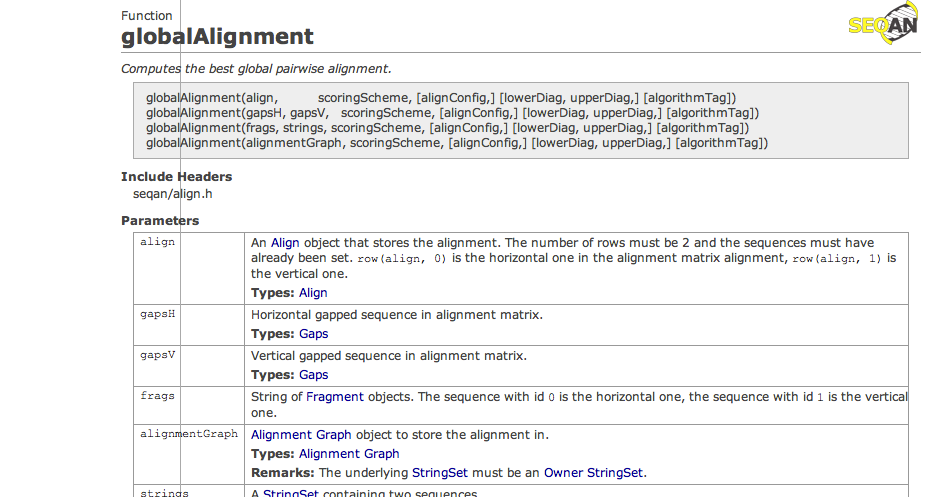 Function
SEQAN
globalAlignment
Computes the best global pairwise alignment.
globalAlignment(align, scoringScheme, [alignConfig,] [lowerDiag, upperDiag,] [algorithmTag])
globalAlignment(gapsH, gapsV, scoringScheme, [alignConfig,] [lowerDiag, upperDiag,] [algorithmTag])
globalAlignment(frags, strings, scoringScheme, [alignConfig,] [lowerDiag, upperDiag,] [algorithmTag])
globalAlignment(alignmentGraph, scoringScheme, [alignConfig,] [lowerDiag, upperDiag,] [algorithmTag])
Include Headers
seqan/align.h
Parameters
align An Align object that stores the alignment. The number of rows must be 2 and the sequences must have
already been set. row(align, 0) is the horizontal one in the alignment matrix alignment, row(align, 1) is
the vertical one.
Types: Align
gapsH Horizontal gapped sequence in alignment matrix.
Types: Gaps
gapsV Vertical gapped sequence in alignment matrix.
Types: Gaps
frags String of Fragment objects. The sequence with id 0 is the horizontal one, the sequence with id 1 is the vertical
one.
alignmentGraph Alignment Graph object to store the alignment in.
Types: Alignment Graph
Remarks: The underlying StringSet must be an Owner StringSet.
strings A StringSet containing two sequences.